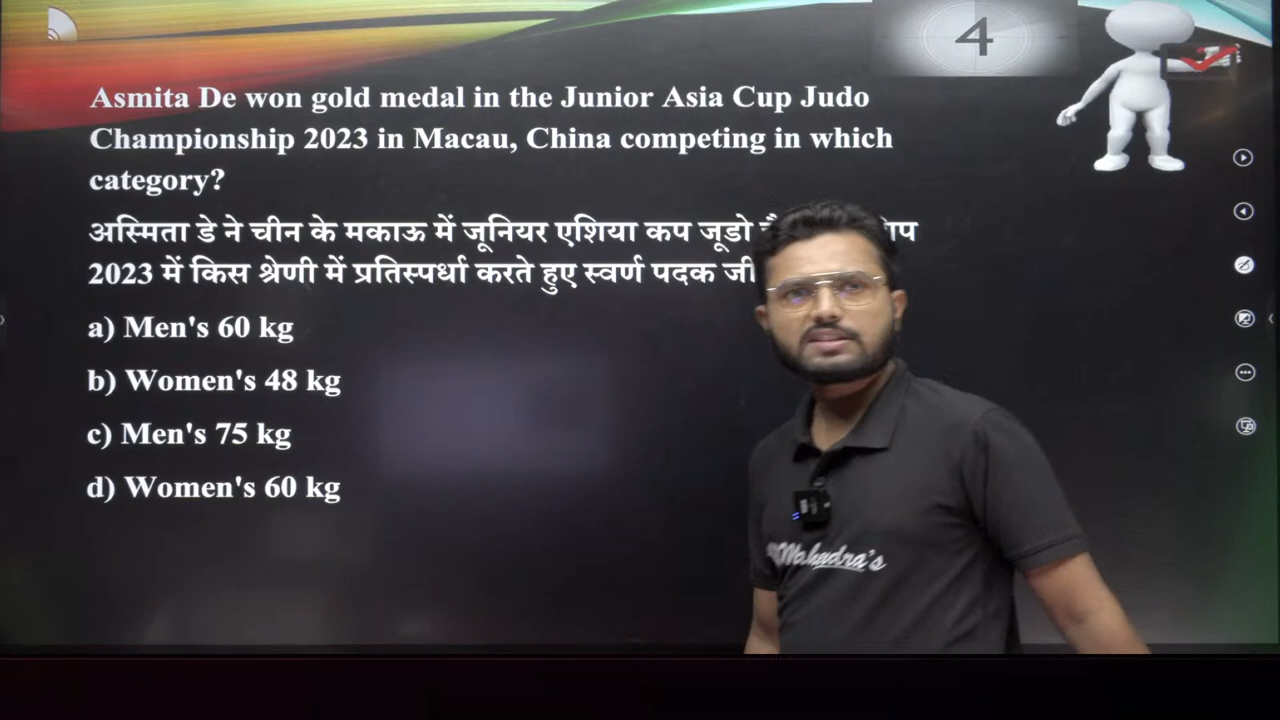 4
Asmita De won gold medal in the Junior Asia Cup Judo
Championship 2023 in Macau, China competing in which
category?
अस्मिता डे ने चीन के मकाऊ में जूनियर एशिया कप जूडो
2023 में किस श्रेणी में प्रतिस्पर्धा करते हुए स्वर्ण पदक
a) Men's 60 kg
b) Women's 48 kg
c) Men's 75 kg
d) Women's 60 kg
Mahendra's